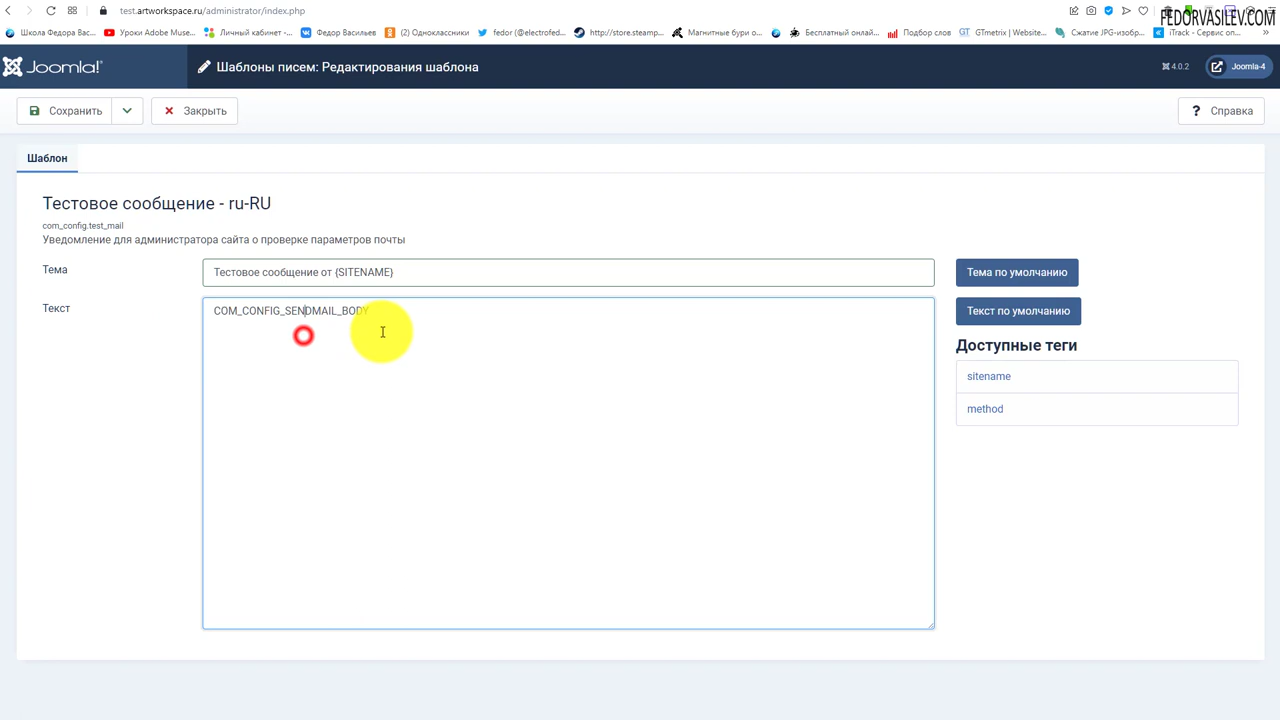 FEDORVASILEV.COM
test.artworkspace.ru/administrator/index.php
Школа Федора Вас...
Уроки Adobe Muse...
Личный кабинет -...
Федор Васильев
(2) Одноклассники
fedor (@electrofed...
http://store.steamp...
Магнитные бури о...
Бесплатный онлай...
Подбор слов
GTmetrix | Website...
Сжатие JPG-изобр...
iTrack - Сервис оп...
Joomla!
Шаблоны писем: Редактирования шаблона
4.0.2
Joomla-4
Сохранить
Закрыть
? Справка
Шаблон
Тестовое сообщение - ru-RU
com_config.test_mail
Уведомление для администратора сайта о проверке параметров почты
Тема
Тестовое сообщение от {SITENAME}
Тема по умолчанию
Текст
COM_CONFIG_SENDMAIL_BODY
Текст по умолчанию
Доступные теги
sitename
method